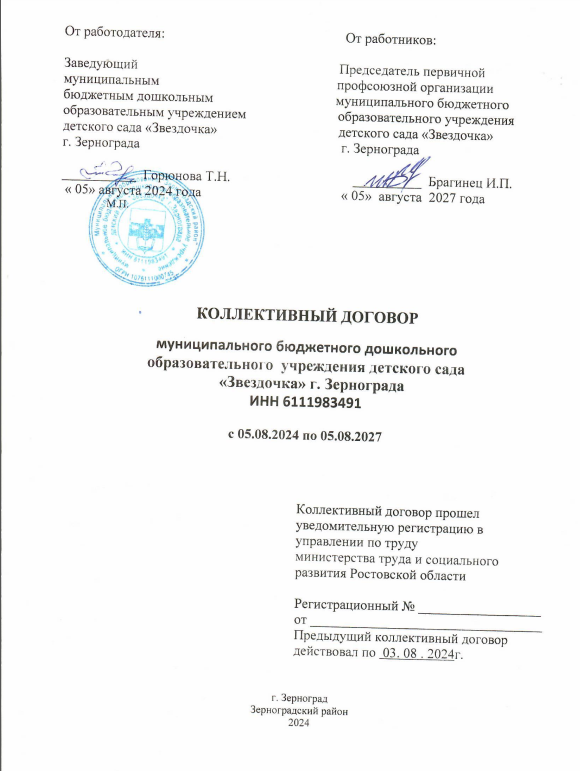 От работодателя:
Заведующий
муниципальным
бюджетным дошкольным
образовательным учреждением
детского сада «Звездочка»
г. Зернограда
Горюнова Т.Н.
« 05» августа 2024 года
М.П.
От работников:
Председатель первичной
профсоюзной организации
муниципального бюджетного
образовательного учреждения
детского сада «Звездочка»
г. Зернограда
Брагинец И.П.
« 05» августа 2027 года
КОЛЛЕКТИВНЫЙ ДОГОВОР
муниципального бюджетного дошкольного
образовательного учреждения детского сада
«Звездочка» г. Зернограда
ИНН 6111983491
с 05.08.2024 по 05.08.2027
Коллективный договор прошел
уведомительную регистрацию в
управлении по труду
министерства труда и социального
развития Ростовской области
Регистрационный № ____________________
от ____________________
Предыдущий коллективный договор
действовал по 03. 08 . 2024г.
г. Зерноград
Зерноградский район
2024